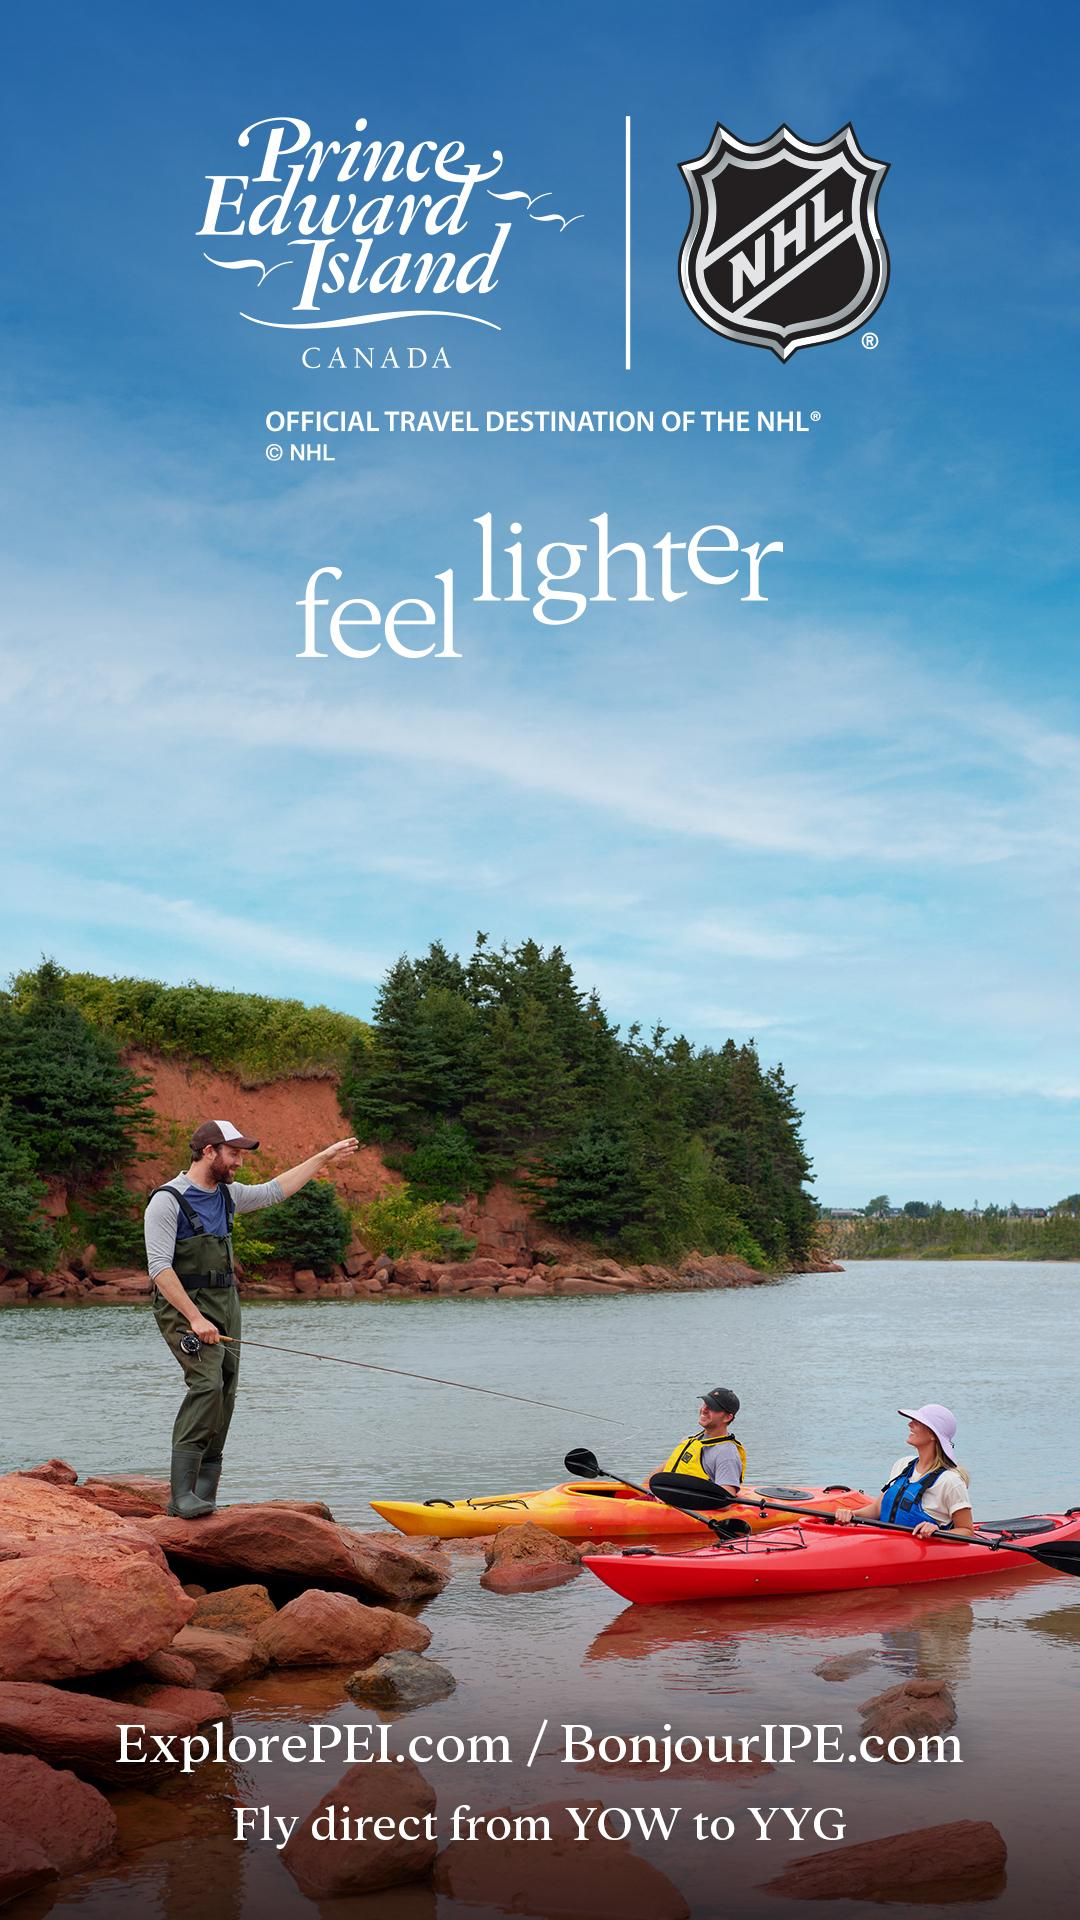 Prince
Edward
Island
CANADA
NHL
®
OFFICIAL TRAVEL DESTINATION OF THE NHL®
© NHL
feel lighter
ExplorePEI.com / BonjourIPE.com
Fly direct from YOW to YYG